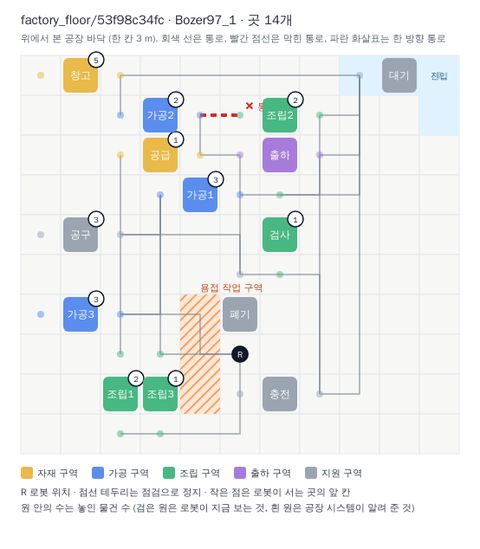 factory_floor/53f98c34fc · Bozer97_1 · 곳 14개
위에서 본 공장 바닥 (한 칸 3 m). 회색 선은 통로, 빨간 점선은 막힌 통로, 파란 화살표는 한 방향 통로
창고 5
대기
진입
가공2 2
조립2 2
공급 1
출하
가공1 3
공구 3
검사 1
용접 작업 구역
가공3 3
폐기
R
조립1 2
조립3 1
충전
자재 구역 가공 구역 조립 구역 출하 구역 지원 구역
R 로봇 위치 · 점선 테두리는 점검으로 정지 · 작은 점은 로봇이 서는 곳의 앞 칸
원 안의 수는 놓인 물건 수 (검은 원은 로봇이 지금 보는 것, 흰 원은 공장 시스템이 알려 준 것)